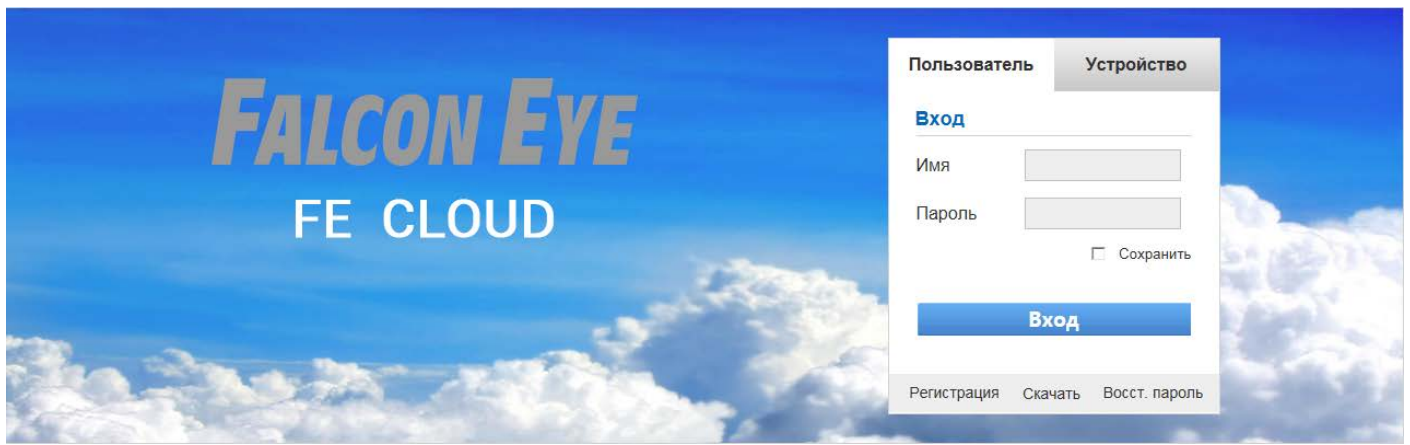 FALCON EYE
FE CLOUD
Пользователь Устройство
Вход
Имя
Пароль
Сохранить
Вход
Регистрация Скачать Восст. пароль